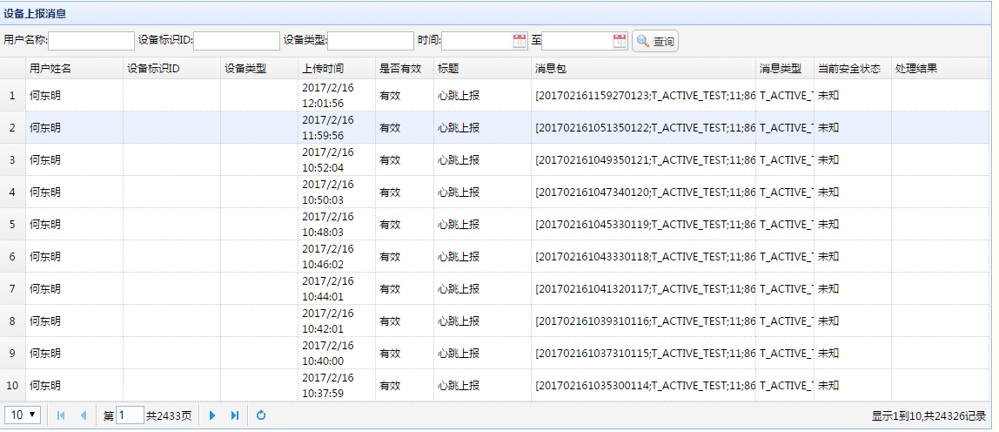 设备上报消息
用户名称: 设备标识ID: 设备类型: 时间: 至 查询
用户姓名 设备标识ID 设备类型 上传时间 是否有效 标题 消息包 消息类型 当前安全状态 处理结果
1 何东明 2017/2/16 12:01:56 有效 心跳上报 [201702161159270123;T_ACTIVE_TEST;11;86 T_ACTIVE_T 未知
2 何东明 2017/2/16 11:59:56 有效 心跳上报 [201702161051350122;T_ACTIVE_TEST;11;86 T_ACTIVE_T 未知
3 何东明 2017/2/16 10:52:04 有效 心跳上报 [201702161049350121;T_ACTIVE_TEST;11;86 T_ACTIVE_T 未知
4 何东明 2017/2/16 10:50:03 有效 心跳上报 [201702161047340120;T_ACTIVE_TEST;11;86 T_ACTIVE_T 未知
5 何东明 2017/2/16 10:48:03 有效 心跳上报 [201702161045330119;T_ACTIVE_TEST;11;86 T_ACTIVE_T 未知
6 何东明 2017/2/16 10:46:02 有效 心跳上报 [201702161043330118;T_ACTIVE_TEST;11;86 T_ACTIVE_T 未知
7 何东明 2017/2/16 10:44:01 有效 心跳上报 [201702161041320117;T_ACTIVE_TEST;11;86 T_ACTIVE_T 未知
8 何东明 2017/2/16 10:42:01 有效 心跳上报 [201702161039310116;T_ACTIVE_TEST;11;86 T_ACTIVE_T 未知
9 何东明 2017/2/16 10:40:00 有效 心跳上报 [201702161037310115;T_ACTIVE_TEST;11;86 T_ACTIVE_T 未知
10 何东明 2017/2/16 10:37:59 有效 心跳上报 [201702161035300114;T_ACTIVE_TEST;11;86 T_ACTIVE_T 未知
10 第 1 共2433页 显示1到10,共24326记录